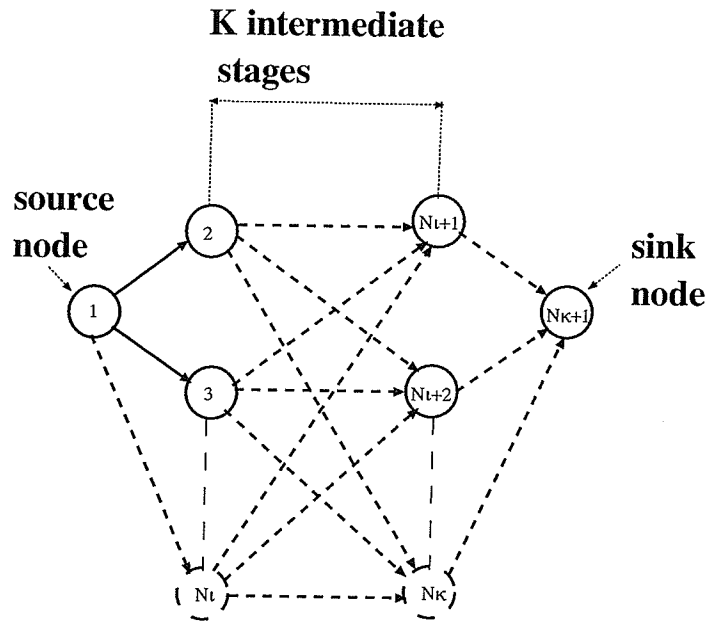 K intermediate
stages
source
node
sink
node
1
2
3
Nι
Nι+1
Nι+2
Nκ
Nκ+1